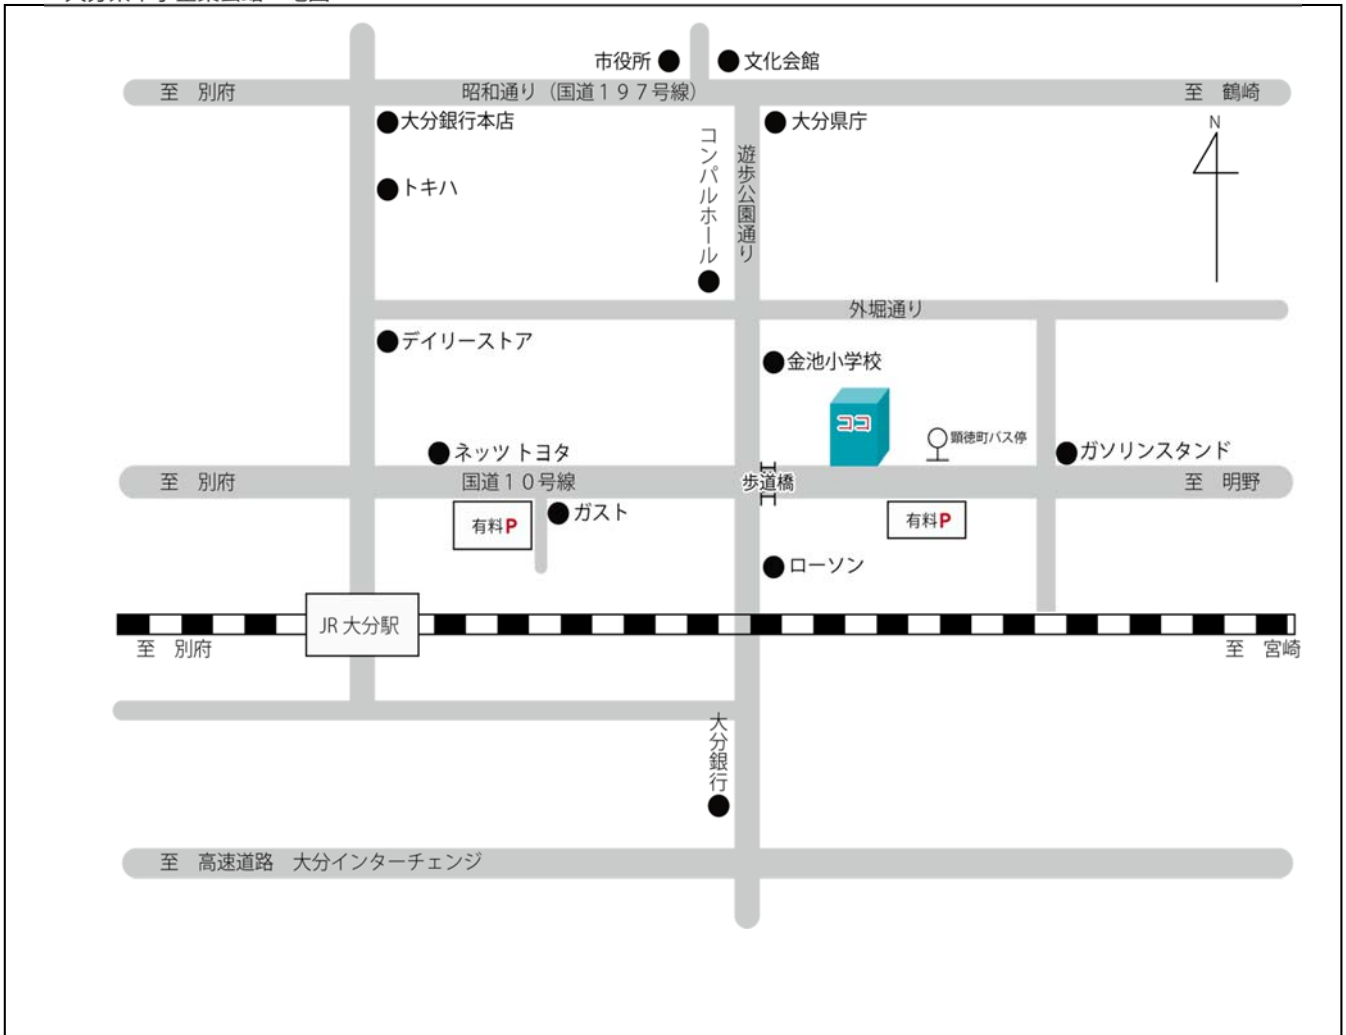 市役所
文化会館
至　別府
昭和通り（国道１９７号線）
至　鶴崎
大分銀行本店
大分県庁
N
コンパルホール
遊歩公園通り
トキハ
外堀通り
デイリーストア
金池小学校
ココ
顕徳町バス停
ネッツ トヨタ
ガソリンスタンド
至　別府
国道１０号線
歩道橋
至　明野
有料P
ガスト
有料P
ローソン
JR 大分駅
至　別府
至　宮崎
大分銀行
至　高速道路　大分インターチェンジ